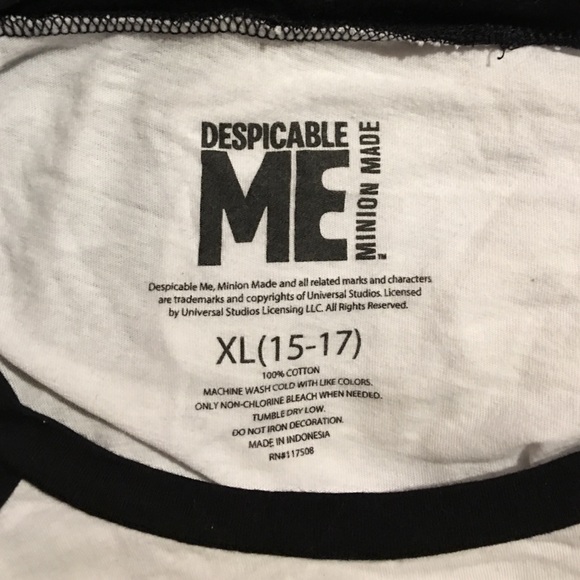 DESPICABLE
ME
MINION MADE
™
Despicable Me, Minion Made and all related marks and characters
are trademarks and copyrights of Universal Studios. Licensed
by Universal Studios Licensing LLC. All Rights Reserved.
XL(15-17)
100% COTTON
MACHINE WASH COLD WITH LIKE COLORS.
ONLY NON-CHLORINE BLEACH WHEN NEEDED.
TUMBLE DRY LOW.
DO NOT IRON DECORATION.
MADE IN INDONESIA
RN#117508